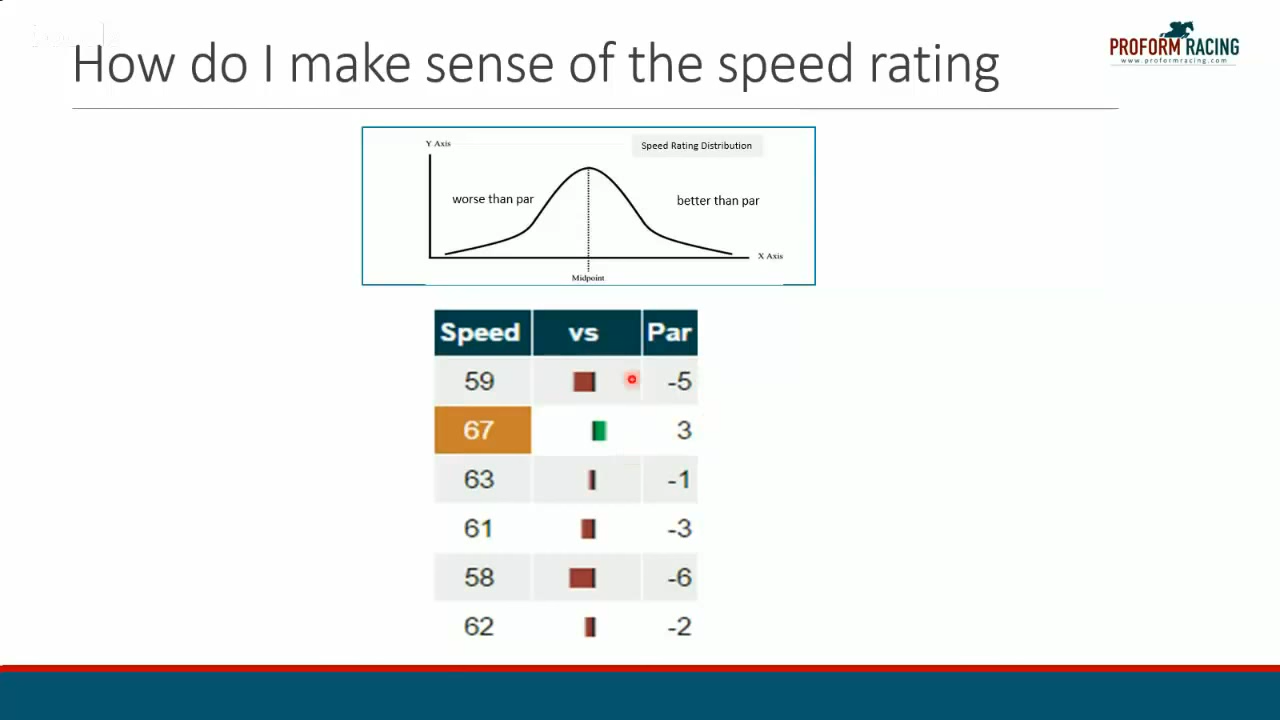 How do I make sense of the speed rating
PROFORM RACING
www.proformracing.com
Y Axis
Speed Rating Distribution
worse than par
better than par
X Axis
Midpoint
Speed vs Par
59 -5
67 3
63 -1
61 -3
58 -6
62 -2